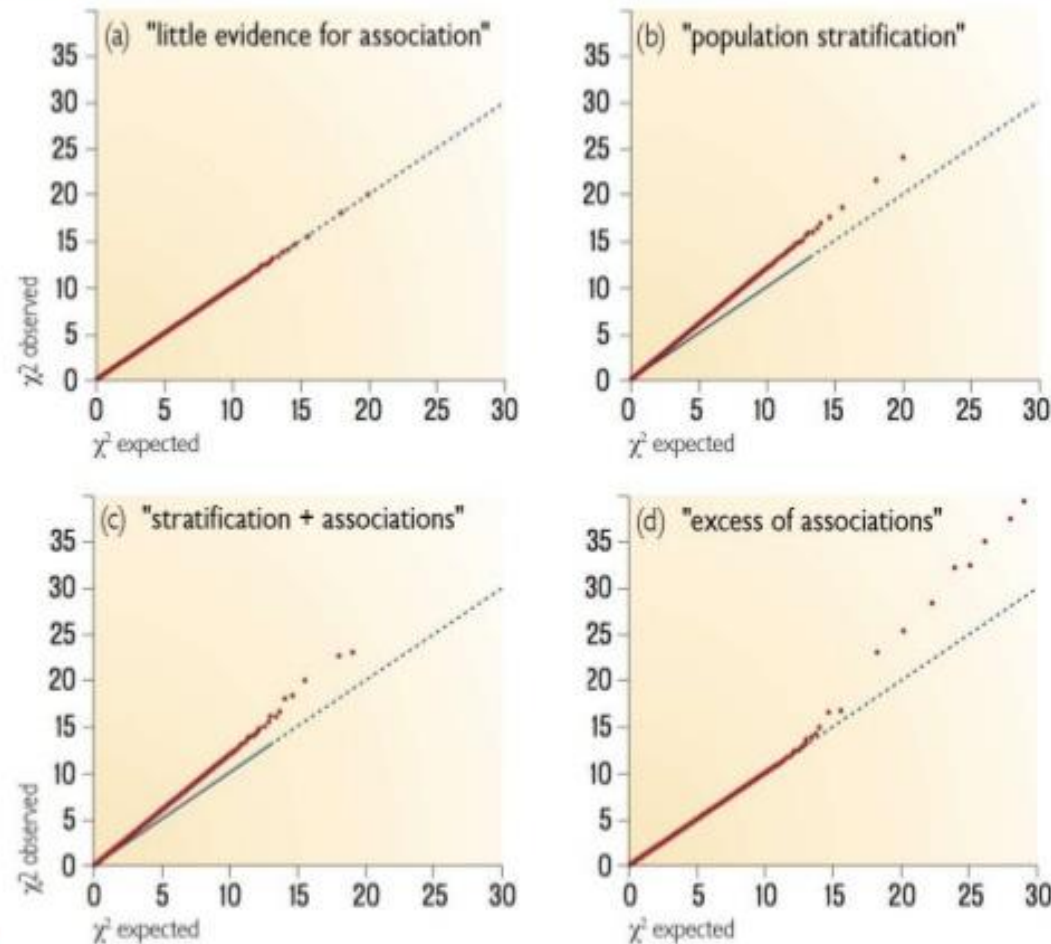 (a) "little evidence for association"
35
30
25
20
15
10
5
0
χ2 observed
0 5 10 15 20 25 30
χ² expected
(b) "population stratification"
35
30
25
20
15
10
5
0
0 5 10 15 20 25 30
χ² expected
(c) "stratification + associations"
35
30
25
20
15
10
5
0
χ2 observed
0 5 10 15 20 25 30
χ² expected
(d) "excess of associations"
35
30
25
20
15
10
5
0
0 5 10 15 20 25 30
χ² expected